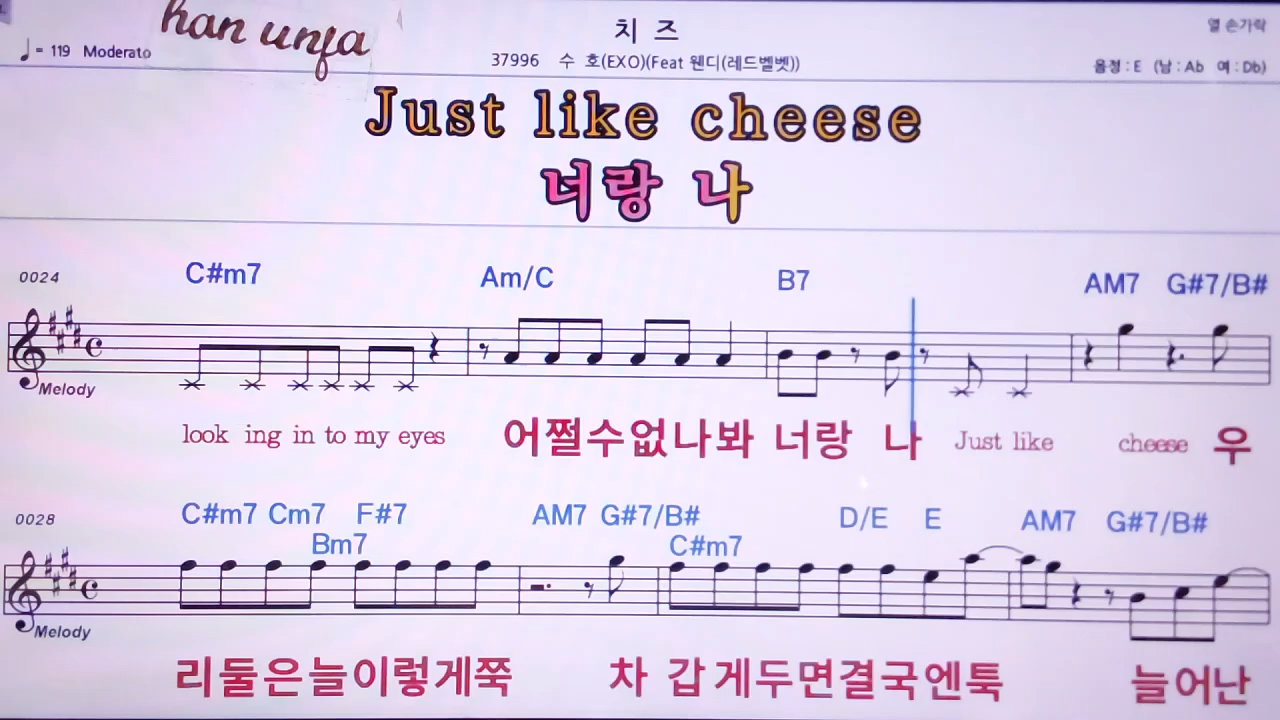 han unfa
치 즈
열 손가락
= 119 Moderato
37996 수 호(EXO)(Feat 웬디(레드벨벳))
음정 : E (남 : Ab 여 : Db)
Just like cheese
너랑 나
0024 C#m7 Am/C B7 AM7 G#7/B#
Melody
look ing in to my eyes 어쩔수없나봐 너랑 나 Just like cheese 우
0028 C#m7 Cm7 F#7 AM7 G#7/B# D/E E AM7 G#7/B#
Bm7 C#m7
Melody
리둘은늘이렇게쭉 차 갑게두면결국엔툭 늘어난